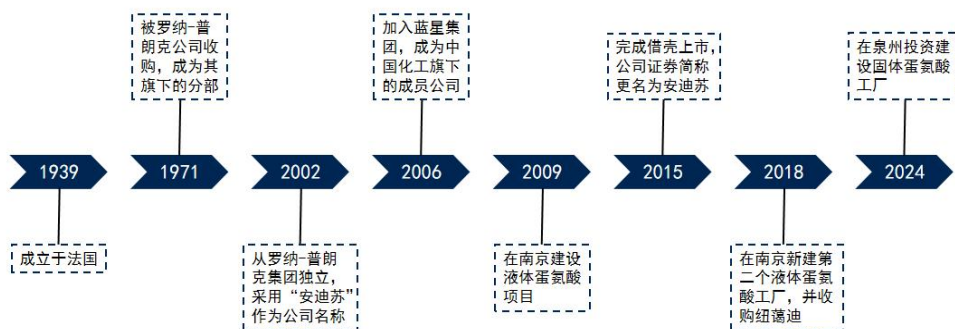 被罗纳-普
朗克公司收
购，成为其
旗下的分部
加入蓝星集
团，成为中
国化工旗下
的成员公司
完成借壳上市，
公司证券简称
更名为安迪苏
在泉州投资建
设固体蛋氨酸
工厂
1939
1971
2002
2006
2009
2015
2018
2024
成立于法国
从罗纳-普朗
克集团独立，
采用“安迪苏”
作为公司名称
在南京建设
液体蛋氨酸
项目
在南京新建第
二个液体蛋氨
酸工厂，并收
购纽蔼迪